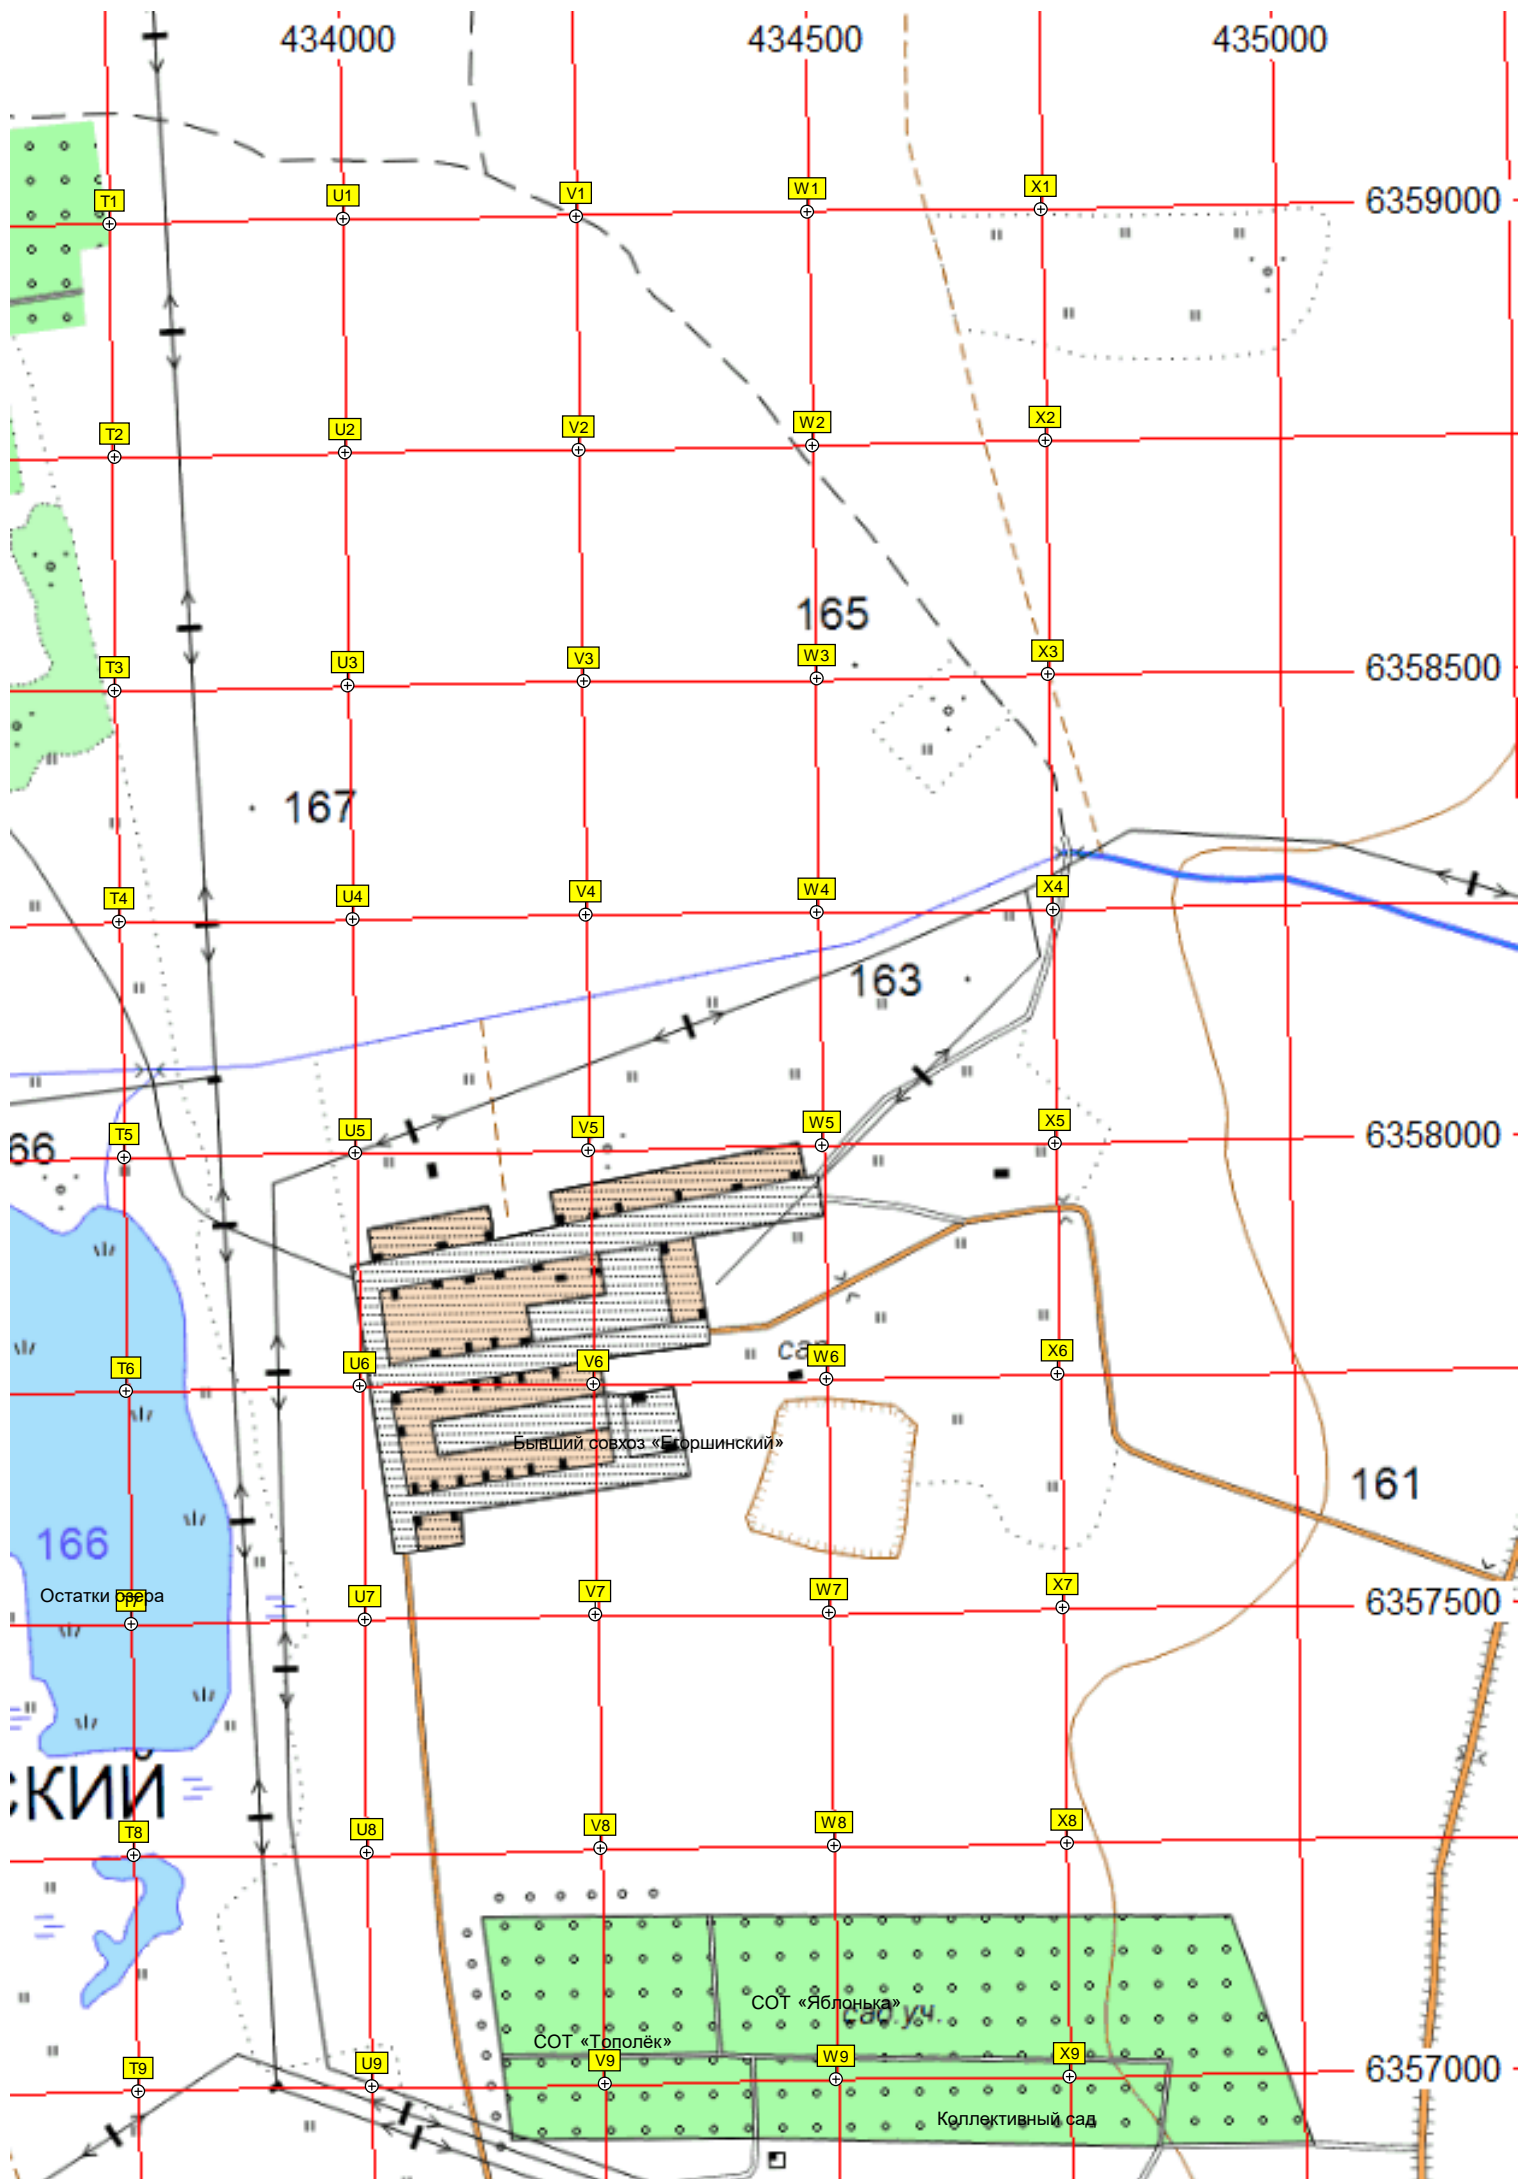 434000 434500 435000
T1 U1 V1 W1 X1 6359000
T2 U2 V2 W2 X2
165
T3 U3 V3 W3 X3 6358500
167
T4 U4 V4 W4 X4
163
T5 U5 V5 W5 X5 6358000
66
T6 U6 V6 W6 X6
Бывший совхоз «Егоршинский»
161
166
Остатки озера
T7 U7 V7 W7 X7 6357500
СКИЙ
T8 U8 V8 W8 X8
СОТ «Яблонька»
сад.уч.
СОТ «Тополёк»
T9 U9 V9 W9 X9 6357000
Коллективный сад